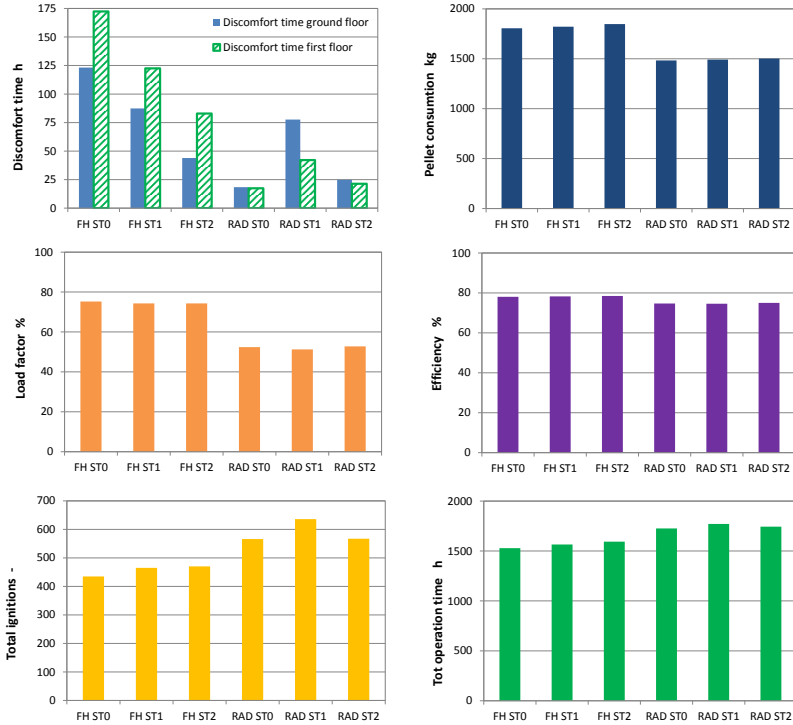 Discomfort time h
175
150
125
100
75
50
25
0
Discomfort time ground floor
Discomfort time first floor
FH ST0 FH ST1 FH ST2 RAD ST0 RAD ST1 RAD ST2
Pellet consumtion kg
2000
1500
1000
500
0
FH ST0 FH ST1 FH ST2 RAD ST0 RAD ST1 RAD ST2
Load factor %
100
80
60
40
20
0
FH ST0 FH ST1 FH ST2 RAD ST0 RAD ST1 RAD ST2
Efficiency %
100
80
60
40
20
0
FH ST0 FH ST1 FH ST2 RAD ST0 RAD ST1 RAD ST2
Total ignitions -
700
600
500
400
300
200
100
0
FH ST0 FH ST1 FH ST2 RAD ST0 RAD ST1 RAD ST2
Tot operation time h
2000
1500
1000
500
0
FH ST0 FH ST1 FH ST2 RAD ST0 RAD ST1 RAD ST2